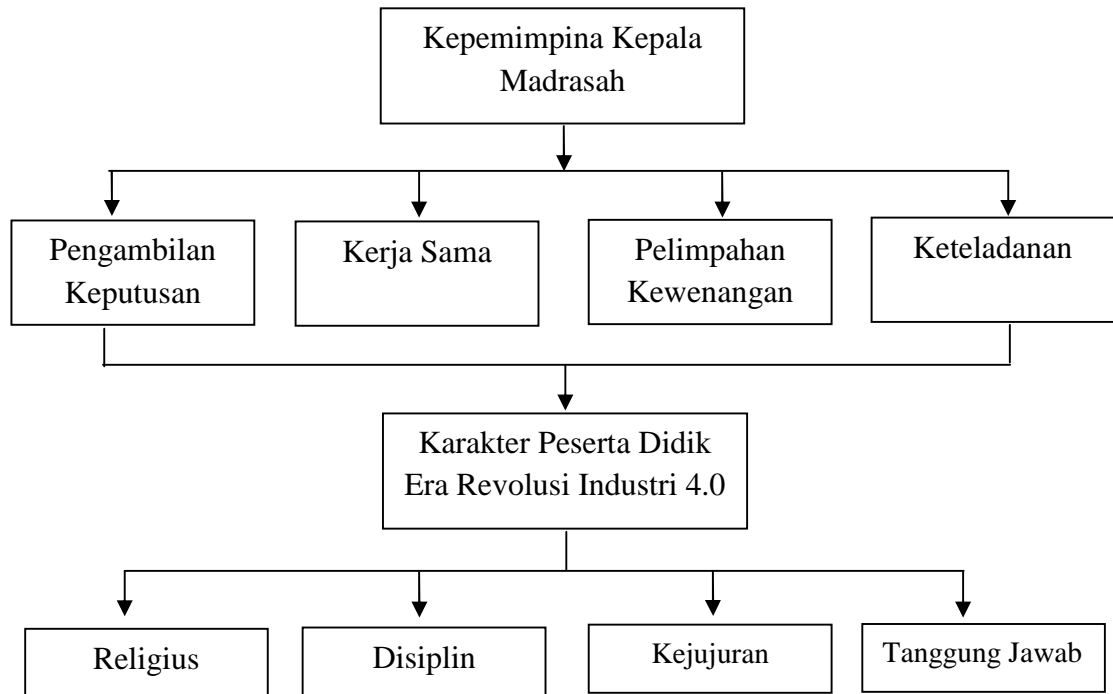 Kepemimpina Kepala
Madrasah
Pengambilan
Keputusan
Kerja Sama
Pelimpahan
Kewenangan
Keteladanan
Karakter Peserta Didik
Era Revolusi Industri 4.0
Religius
Disiplin
Kejujuran
Tanggung Jawab